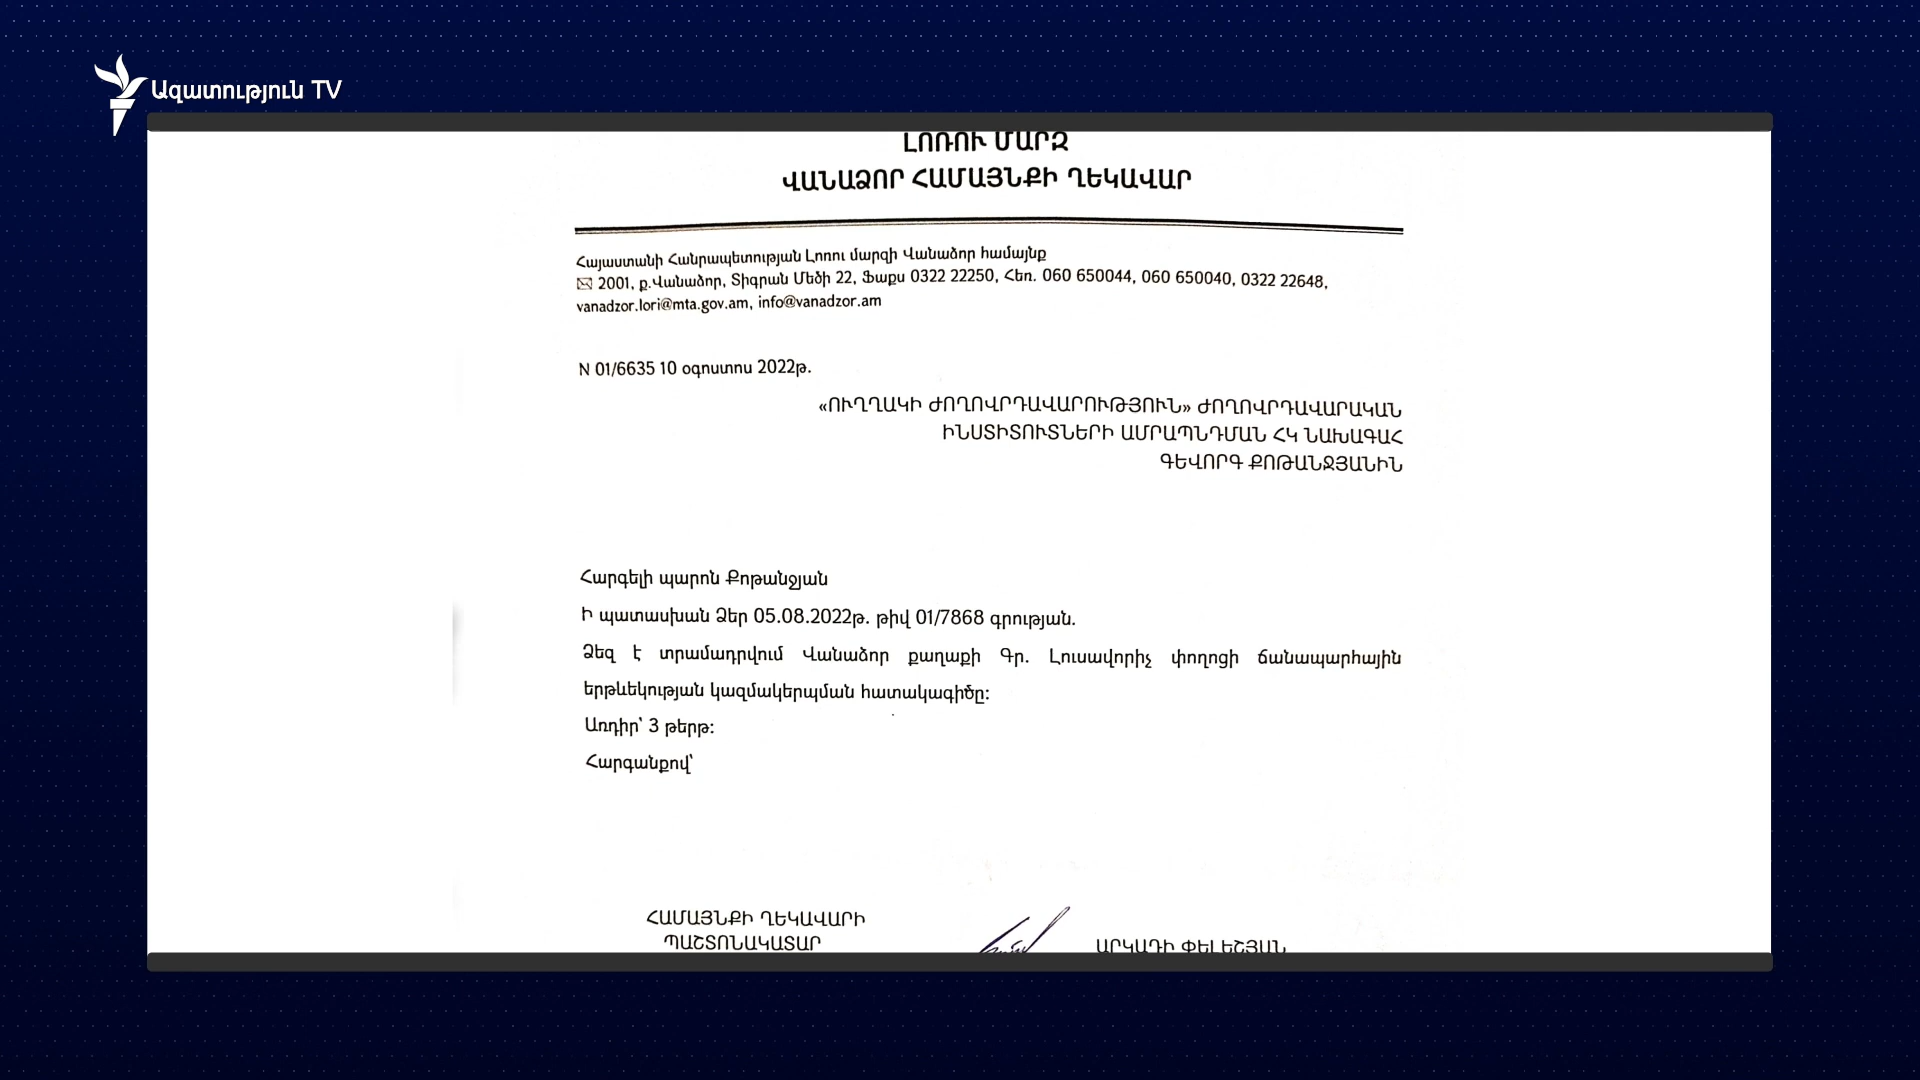 Ազատություն TV
ԼՈՌՈՒ ՄԱՐԶ
ՎԱՆԱՁՈՐ ՀԱՄԱՅՆՔԻ ՂԵԿԱՎԱՐ
Հայաստանի Հանրապետության Լոռու մարզի Վանաձոր համայնք
✉ 2001, ք.Վանաձոր, Տիգրան Մեծի 22, Ֆաքս 0322 22250, Հեռ. 060 650044, 060 650040, 0322 22648,
vanadzor.lori@mta.gov.am, info@vanadzor.am
N 01/6635 10 օգոստոս 2022թ.
«ՈՒՂՂԱԿԻ ԺՈՂՈՎՐԴԱՎԱՐՈՒԹՅՈՒՆ» ԺՈՂՈՎՐԴԱՎԱՐԱԿԱՆ
ԻՆՍՏԻՏՈՒՏՆԵՐԻ ԱՄՐԱՊՆԴՄԱՆ ՀԿ ՆԱԽԱԳԱՀ
ԳԵՎՈՐԳ ՔՈԹԱՆՋՅԱՆԻՆ
Հարգելի պարոն Քոթանջյան
Ի պատասխան Ձեր 05.08.2022թ. թիվ 01/7868 գրության.
Ձեզ է տրամադրվում Վանաձոր քաղաքի Գր. Լուսավորիչ փողոցի ճանապարհային
երթևեկության կազմակերպման հատակագիծը:
Առդիր՝ 3 թերթ:
Հարգանքով՝
ՀԱՄԱՅՆՔԻ ՂԵԿԱՎԱՐԻ
ՊԱՇՏՈՆԱԿԱՏԱՐ
ԱՐԿԱԴԻ ՓԵԼԵՇՅԱՆ